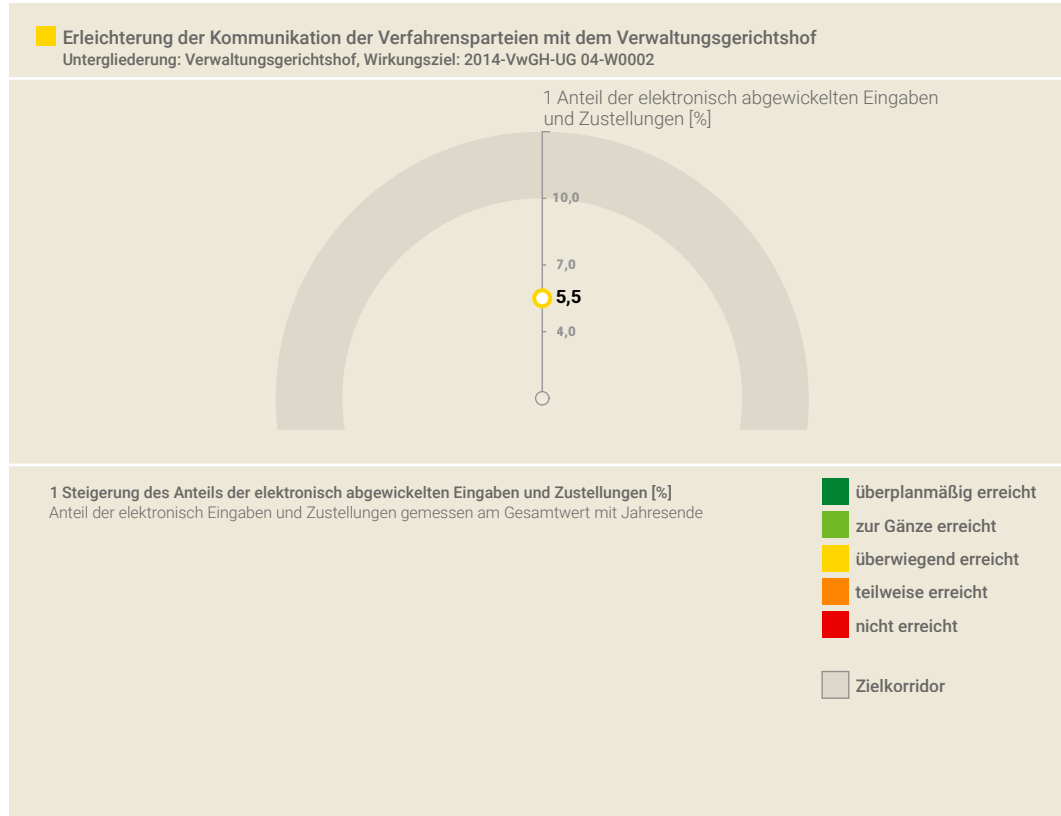 Erleichterung der Kommunikation der Verfahrensparteien mit dem Verwaltungsgerichtshof
Untergliederung: Verwaltungsgerichtshof, Wirkungsziel: 2014-VwGH-UG 04-W0002
1 Anteil der elektronisch abgewickelten Eingaben
und Zustellungen [%]
10,0
7,0
5,5
4,0
1 Steigerung des Anteils der elektronisch abgewickelten Eingaben und Zustellungen [%]
Anteil der elektronisch Eingaben und Zustellungen gemessen am Gesamtwert mit Jahresende
überplanmäßig erreicht
zur Gänze erreicht
überwiegend erreicht
teilweise erreicht
nicht erreicht
Zielkorridor